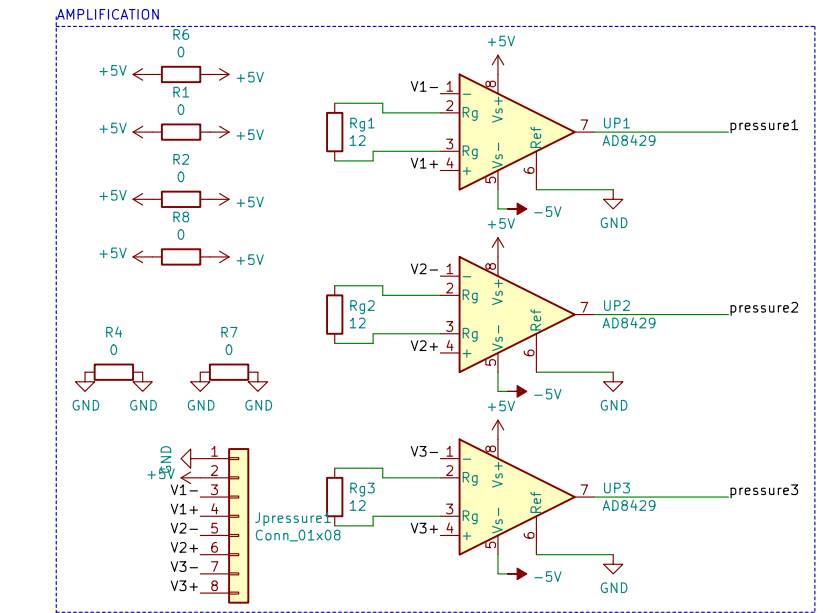 AMPLIFICATION
R6
0
+5V +5V
R1
0
+5V +5V
R2
0
+5V +5V
R8
0
+5V +5V
R4
0
GND GND
R7
0
GND GND
GND 1
+5V 2
V1- 3
V1+ 4
V2- 5
V2+ 6
V3- 7
V3+ 8
Jpressure1
Conn_01x08
+5V
8
Vs+
V1- 1 -
2 Rg
Rg1
12
3 Rg
V1+ 4 +
Vs-
5
-5V
Ref
6
GND
7
UP1
AD8429
pressure1
+5V
8
Vs+
V2- 1 -
2 Rg
Rg2
12
3 Rg
V2+ 4 +
Vs-
5
-5V
Ref
6
GND
7
UP2
AD8429
pressure2
+5V
8
Vs+
V3- 1 -
2 Rg
Rg3
12
3 Rg
V3+ 4 +
Vs-
5
-5V
Ref
6
GND
7
UP3
AD8429
pressure3